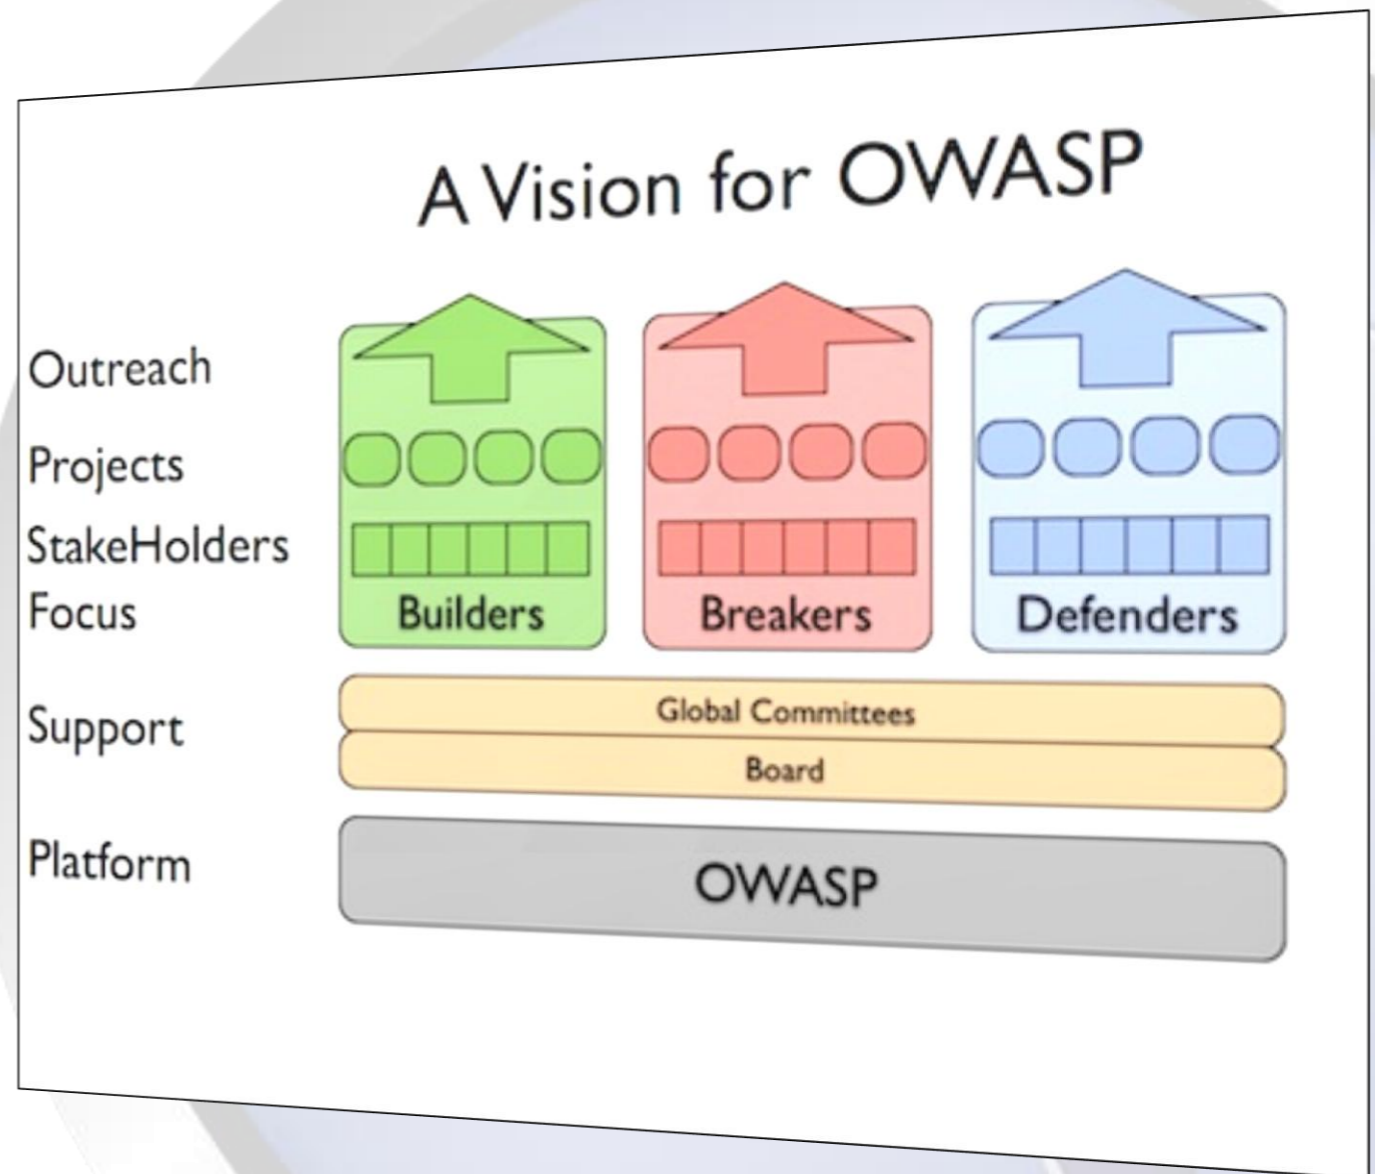 A Vision for OWASP
Outreach
Projects
StakeHolders
Focus Builders Breakers Defenders
Support
Global Committees
Board
Platform OWASP